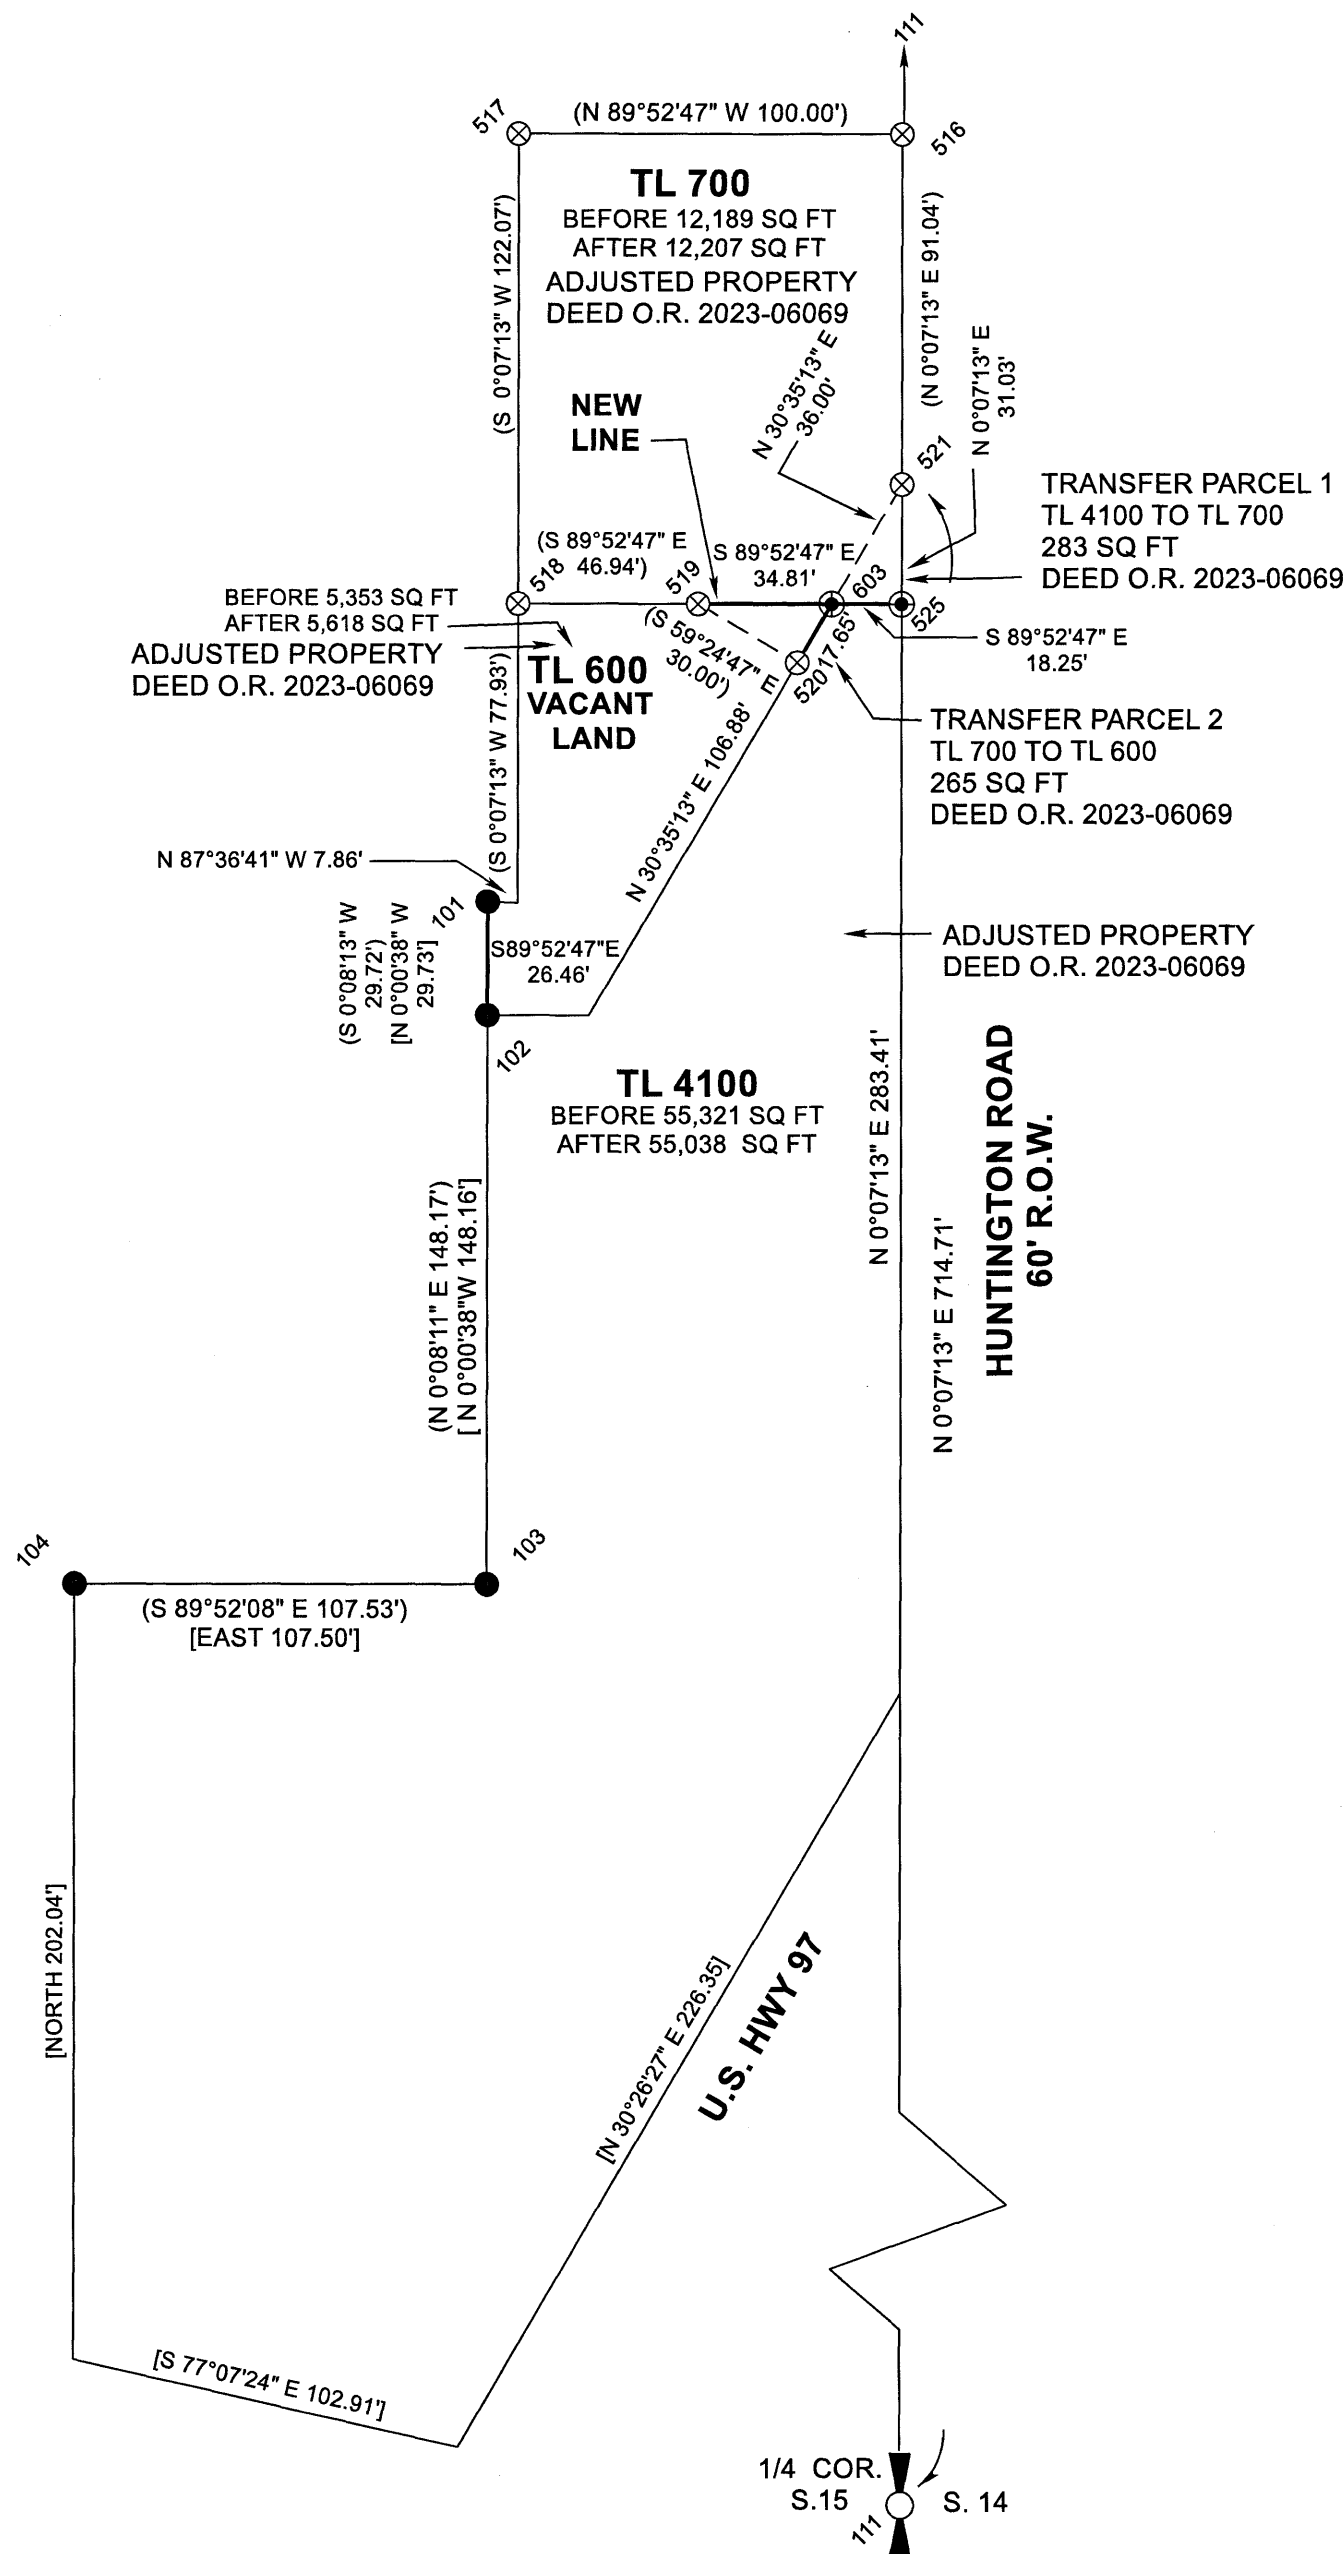 111
517
(N 89°52'47" W 100.00')
516
TL 700
BEFORE 12,189 SQ FT
AFTER 12,207 SQ FT
ADJUSTED PROPERTY
DEED O.R. 2023-06069
(S 0°07'13" W 122.07')
(N 0°07'13" E 91.04')
N 0°07'13" E
31.03'
N 30°35'13" E
36.00'
NEW
LINE
521
TRANSFER PARCEL 1
TL 4100 TO TL 700
283 SQ FT
DEED O.R. 2023-06069
(S 89°52'47" E
46.94')
518
519
S 89°52'47" E
34.81'
603
525
S 89°52'47" E
18.25'
BEFORE 5,353 SQ FT
AFTER 5,618 SQ FT
ADJUSTED PROPERTY
DEED O.R. 2023-06069
(S 59°24'47" E
30.00')
17.65'
520
TL 600
VACANT
LAND
(S 0°07'13" W 77.93')
N 30°35'13" E 106.88'
TRANSFER PARCEL 2
TL 700 TO TL 600
265 SQ FT
DEED O.R. 2023-06069
N 87°36'41" W 7.86'
101
(S 0°08'13" W
29.72')
[N 0°00'38" W
29.73']
S89°52'47"E
26.46'
102
ADJUSTED PROPERTY
DEED O.R. 2023-06069
TL 4100
BEFORE 55,321 SQ FT
AFTER 55,038 SQ FT
N 0°07'13" E 283.41'
N 0°07'13" E 714.71'
HUNTINGTON ROAD
60' R.O.W.
(N 0°08'11" E 148.17')
[ N 0°00'38"W 148.16']
104
103
(S 89°52'08" E 107.53')
[EAST 107.50']
[NORTH 202.04']
[N 30°26'27" E 226.35]
U.S. HWY 97
[S 77°07'24" E 102.91']
1/4 COR.
S.15
S. 14
111